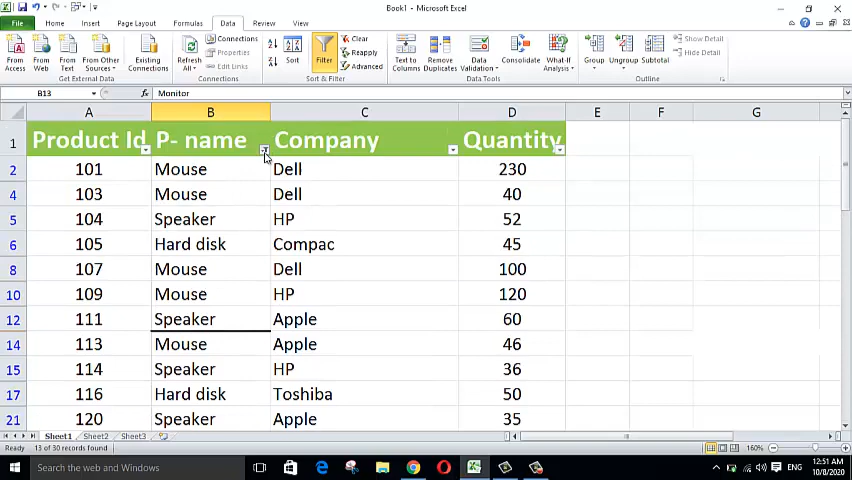 Book1 - Microsoft Excel
File Home Insert Page Layout Formulas Data Review View
From Access
From Web
From Text
From Other Sources
Existing Connections
Get External Data
Refresh All
Connections
Properties
Edit Links
Connections
Sort
Filter
Clear
Reapply
Advanced
Sort & Filter
Text to Columns
Remove Duplicates
Data Validation
Consolidate
What-If Analysis
Data Tools
Group
Ungroup
Subtotal
Show Detail
Hide Detail
Outline
B13 fx Monitor
A B C D E F G
1 Product Id P- name Company Quantity
2 101 Mouse Dell 230
4 103 Mouse Dell 40
5 104 Speaker HP 52
6 105 Hard disk Compac 45
8 107 Mouse Dell 100
10 109 Mouse HP 120
12 111 Speaker Apple 60
14 113 Mouse Apple 46
15 114 Speaker HP 36
17 116 Hard disk Toshiba 50
21 120 Speaker Apple 35
Sheet1 Sheet2 Sheet3
Ready 13 of 30 records found 160%
Search the web and Windows
ENG
12:51 AM
10/8/2020